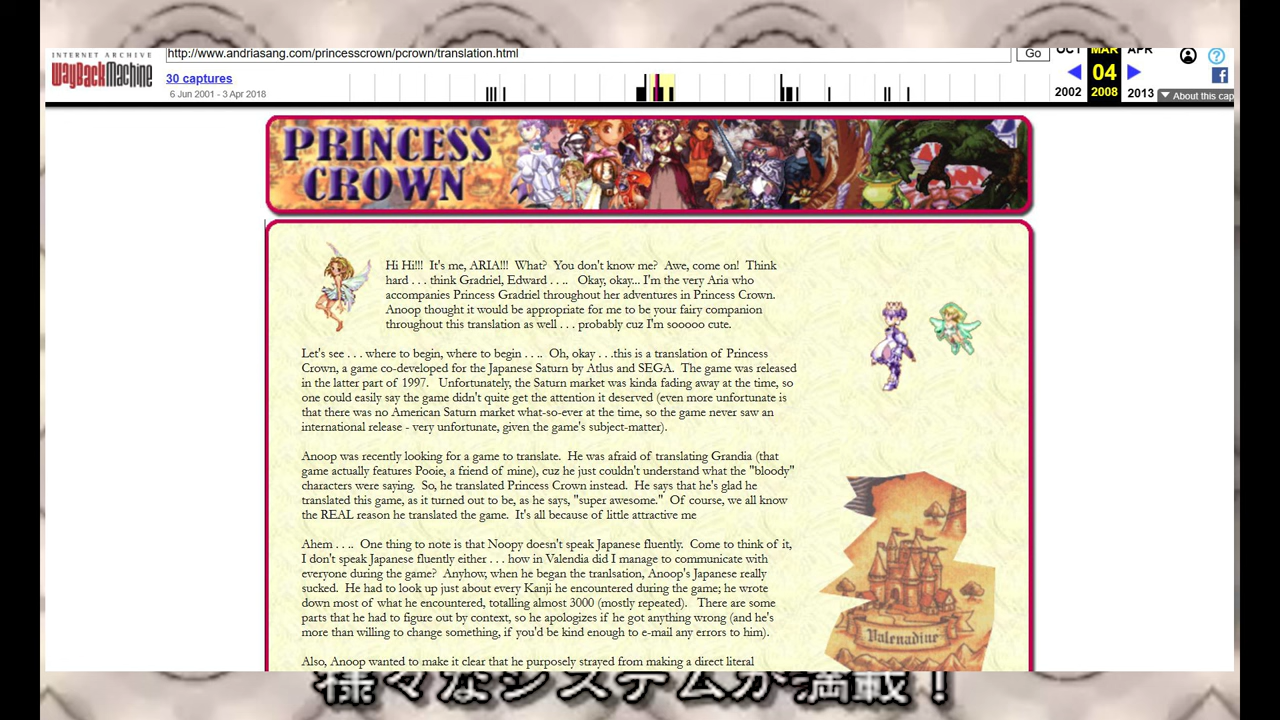 INTERNET ARCHIVE
WayBackMachine
http://www.andriasang.com/princesscrown/pcrown/translation.html
Go
OCT MAR APR
30 captures
04
6 Jun 2001 - 3 Apr 2018
2002 2008 2013
About this cap
PRINCESS
CROWN
Hi Hi!!! It's me, ARIA!!! What? You don't know me? Awe, come on! Think
hard . . . think Gradriel, Edward . . .. Okay, okay... I'm the very Aria who
accompanies Princess Gradriel throughout her adventures in Princess Crown.
Anoop thought it would be appropriate for me to be your fairy companion
throughout this translation as well . . . probably cuz I'm sooooo cute.
Let's see . . . where to begin, where to begin . . .. Oh, okay . . .this is a translation of Princess
Crown, a game co-developed for the Japanese Saturn by Atlus and SEGA. The game was released
in the latter part of 1997. Unfortunately, the Saturn market was kinda fading away at the time, so
one could easily say the game didn't quite get the attention it deserved (even more unfortunate is
that there was no American Saturn market what-so-ever at the time, so the game never saw an
international release - very unfortunate, given the game's subject-matter).
Anoop was recently looking for a game to translate. He was afraid of translating Grandia (that
game actually features Pooie, a friend of mine), cuz he just couldn't understand what the "bloody"
characters were saying. So, he translated Princess Crown instead. He says that he's glad he
translated this game, as it turned out to be, as he says, "super awesome." Of course, we all know
the REAL reason he translated the game. It's all because of little attractive me
Ahem . . .. One thing to note is that Noopy doesn't speak Japanese fluently. Come to think of it,
I don't speak Japanese fluently either . . . how in Valendia did I manage to communicate with
everyone during the game? Anyhow, when he began the tranlsation, Anoop's Japanese really
sucked. He had to look up just about every Kanji he encountered during the game; he wrote
down most of what he encountered, totalling almost 3000 (mostly repeated). There are some
parts that he had to figure out by context, so he apologizes if he got anything wrong (and he's
more than willing to change something, if you'd be kind enough to e-mail any errors to him).
Valenadine
Also, Anoop wanted to make it clear that he purposely strayed from making a direct literal
様々なシステムが満載！